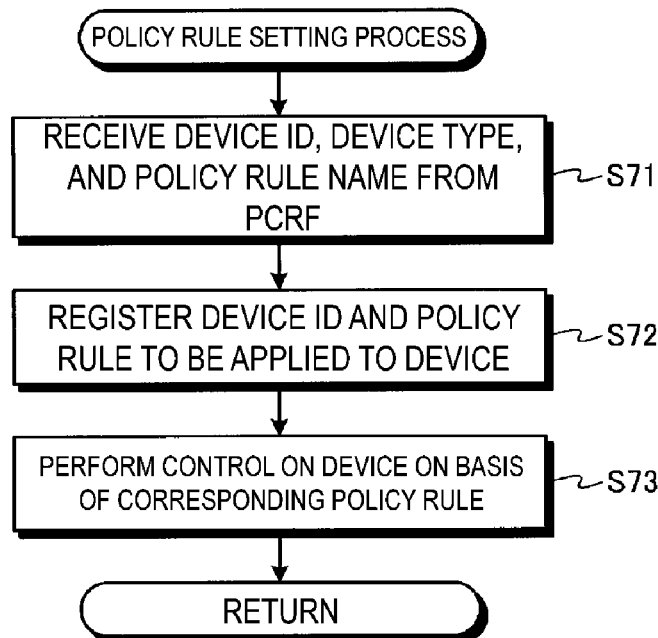 POLICY RULE SETTING PROCESS
RECEIVE DEVICE ID, DEVICE TYPE,
AND POLICY RULE NAME FROM
PCRF
S71
REGISTER DEVICE ID AND POLICY
RULE TO BE APPLIED TO DEVICE
S72
PERFORM CONTROL ON DEVICE ON BASIS
OF CORRESPONDING POLICY RULE
S73
RETURN